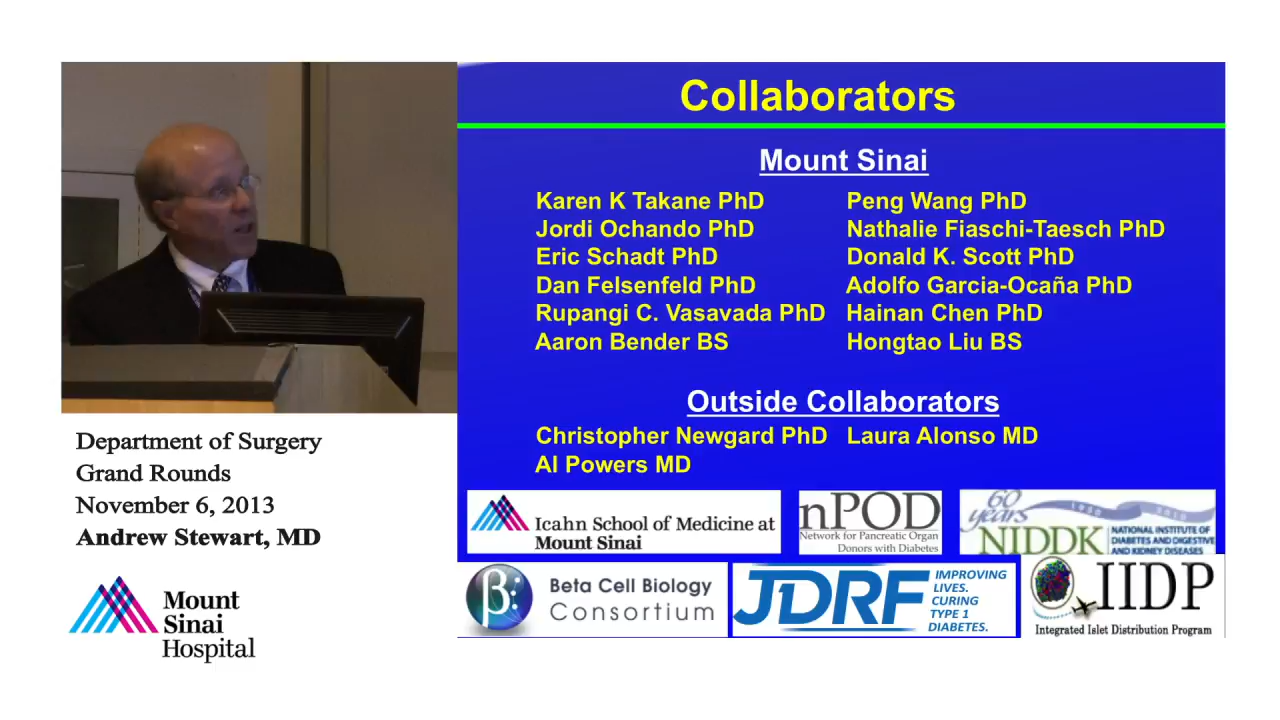 Collaborators
Mount Sinai
Karen K Takane PhD
Peng Wang PhD
Jordi Ochando PhD
Nathalie Fiaschi-Taesch PhD
Eric Schadt PhD
Donald K. Scott PhD
Dan Felsenfeld PhD
Adolfo Garcia-Ocaña PhD
Rupangi C. Vasavada PhD
Hainan Chen PhD
Aaron Bender BS
Hongtao Liu BS
Outside Collaborators
Christopher Newgard PhD
Laura Alonso MD
Al Powers MD
Icahn School of Medicine at
Mount Sinai
nPOD
Network for Pancreatic Organ
Donors with Diabetes
60
years
1950 2010
NIDDK
NATIONAL INSTITUTE OF
DIABETES AND DIGESTIVE
AND KIDNEY DISEASES
β:
Beta Cell Biology
Consortium
JDRF
IMPROVING
LIVES.
CURING
TYPE 1
DIABETES.
IIDP
Integrated Islet Distribution Program
Department of Surgery
Grand Rounds
November 6, 2013
Andrew Stewart, MD
Mount
Sinai
Hospital